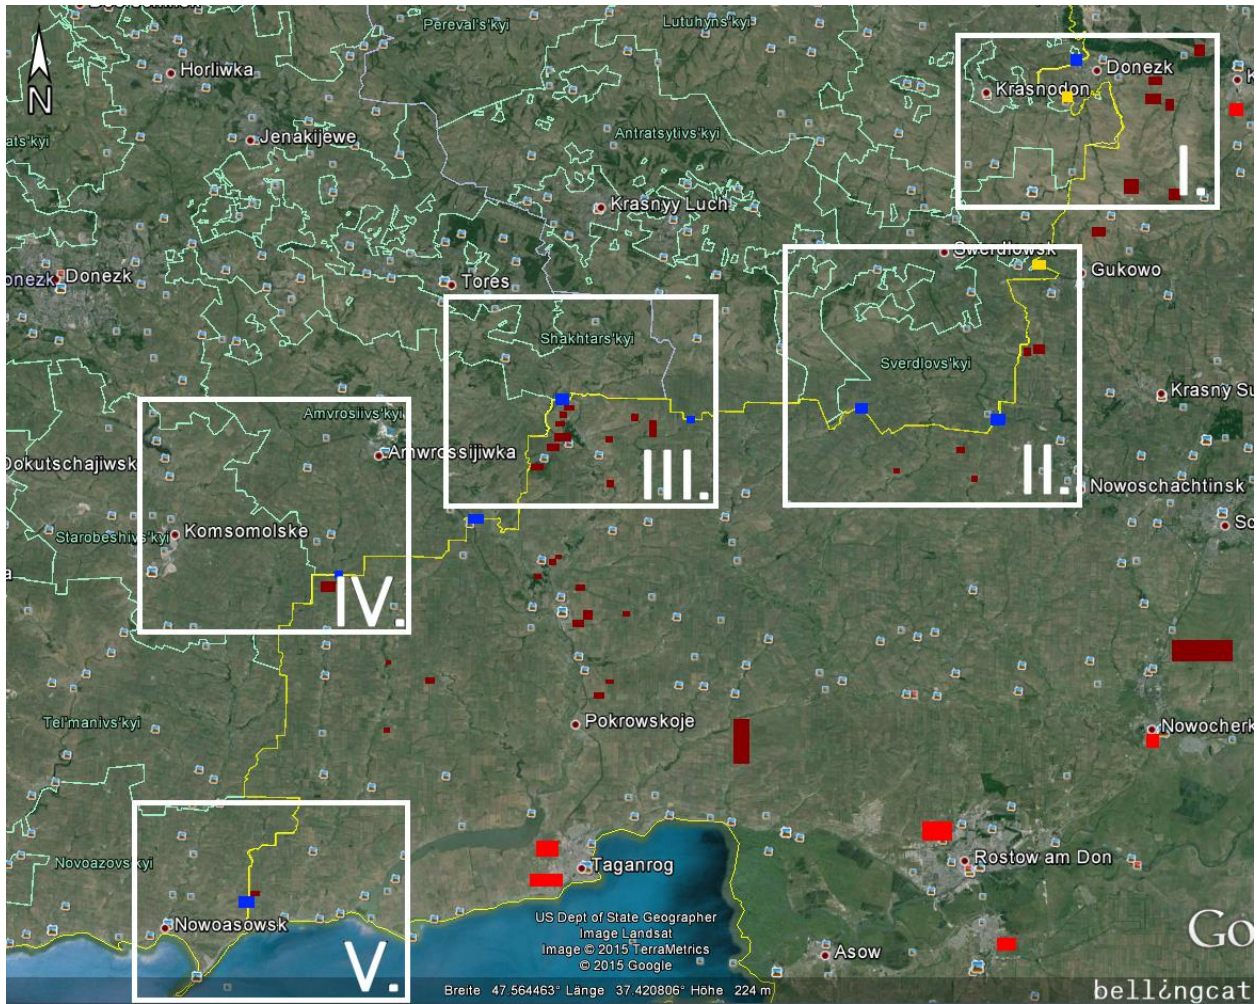 Pereval's'kyi
Lutuhyns'kyi
N
Horliwka
Donezk
Krasnodon
Jenakijewe
Antratsytivs'kyi
I.
Krasnyy Luch
Swerdlowsk
Gukowo
onezk
Donezk
Tores
Shakhtars'kyi
Sverdlovs'kyi
Krasny Su
Amvrosiivs'kyi
Amwrossijiwka
Dokutschajiwsk
III.
II.
Nowoschachtinsk
Starobeshivs'kyi
Komsomolske
IV.
Tel'manivs'kyi
Pokrowskoje
Nowocherk
Novoazovs'kyi
Taganrog
Rostow am Don
Nowoasowsk
V.
US Dept of State Geographer
Image Landsat
Image © 2015 TerraMetrics
© 2015 Google
Asow
Go
Breite 47.564463° Länge 37.420806° Höhe 224 m
bellingcat